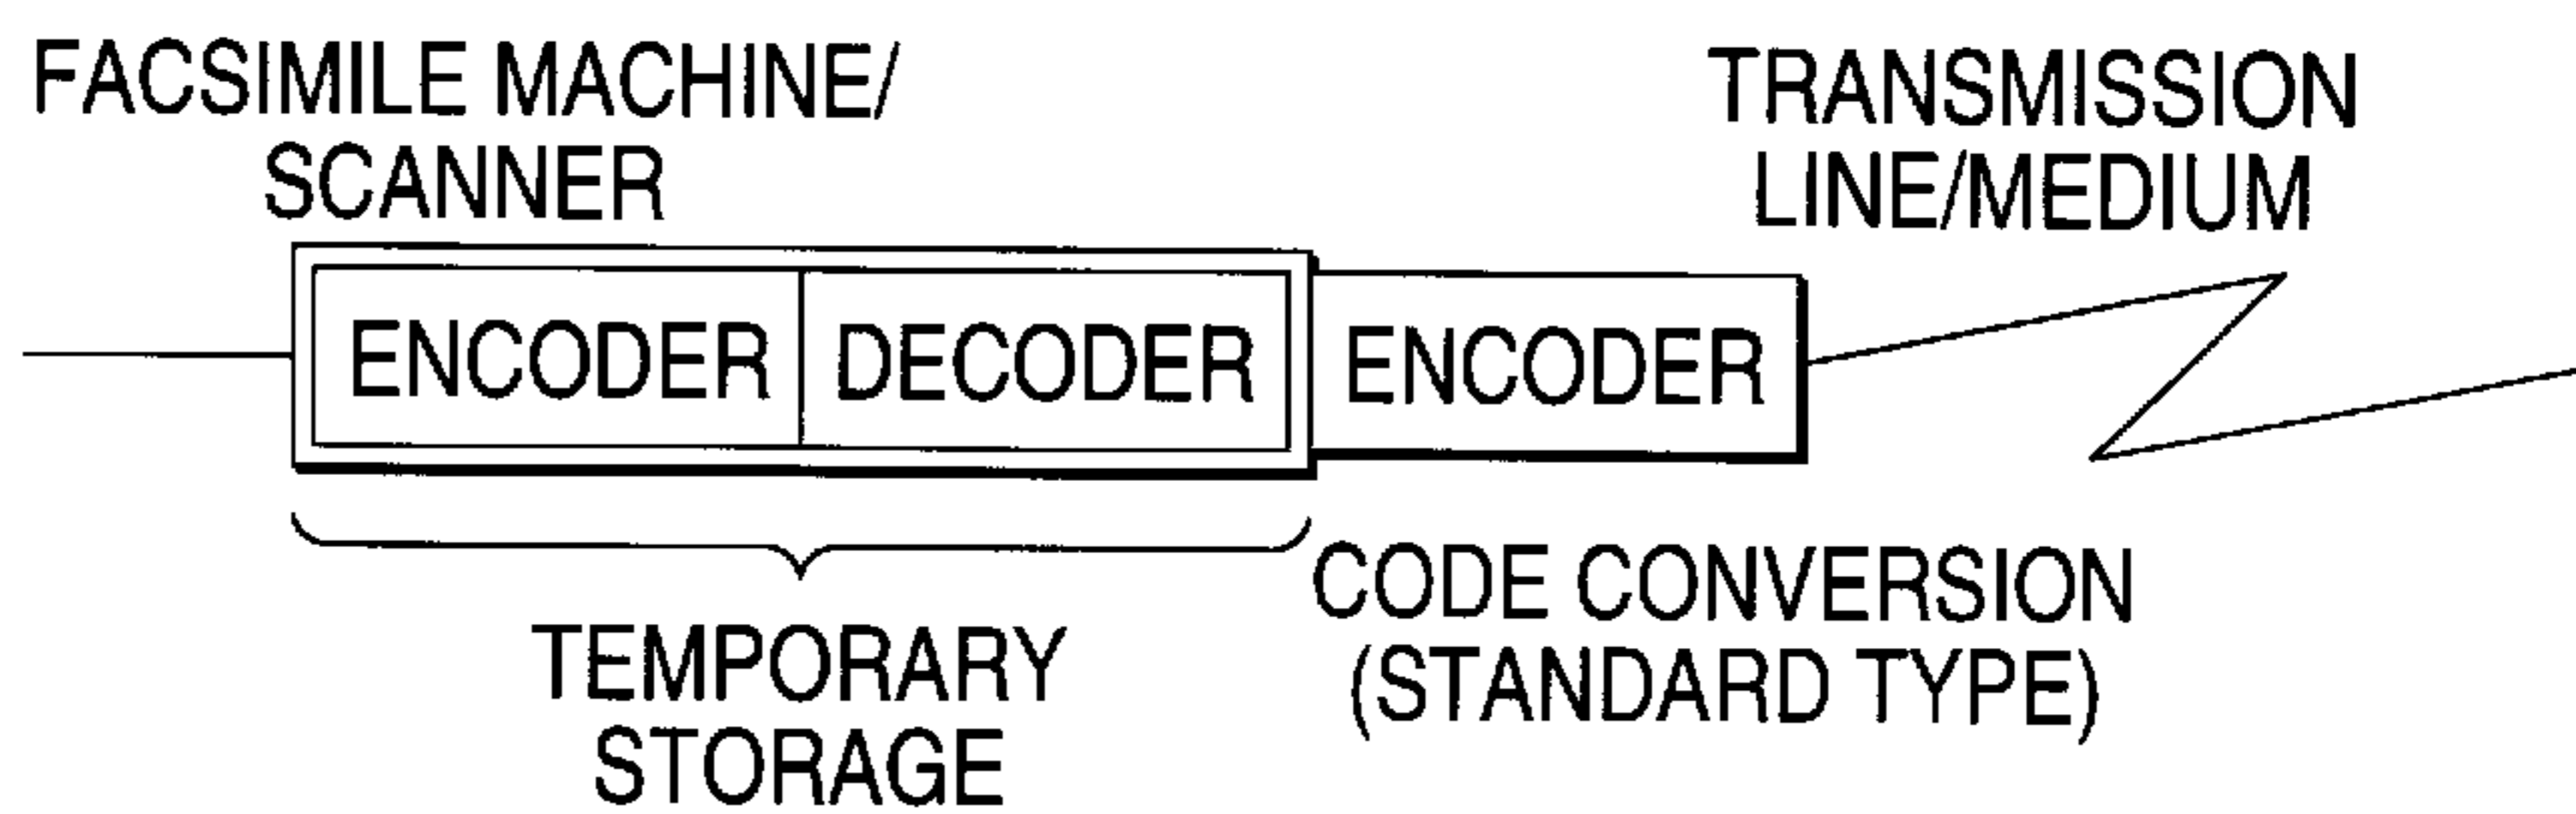 FACSIMILE MACHINE/
SCANNER
TRANSMISSION
LINE/MEDIUM
ENCODER DECODER ENCODER
TEMPORARY
STORAGE
CODE CONVERSION
(STANDARD TYPE)